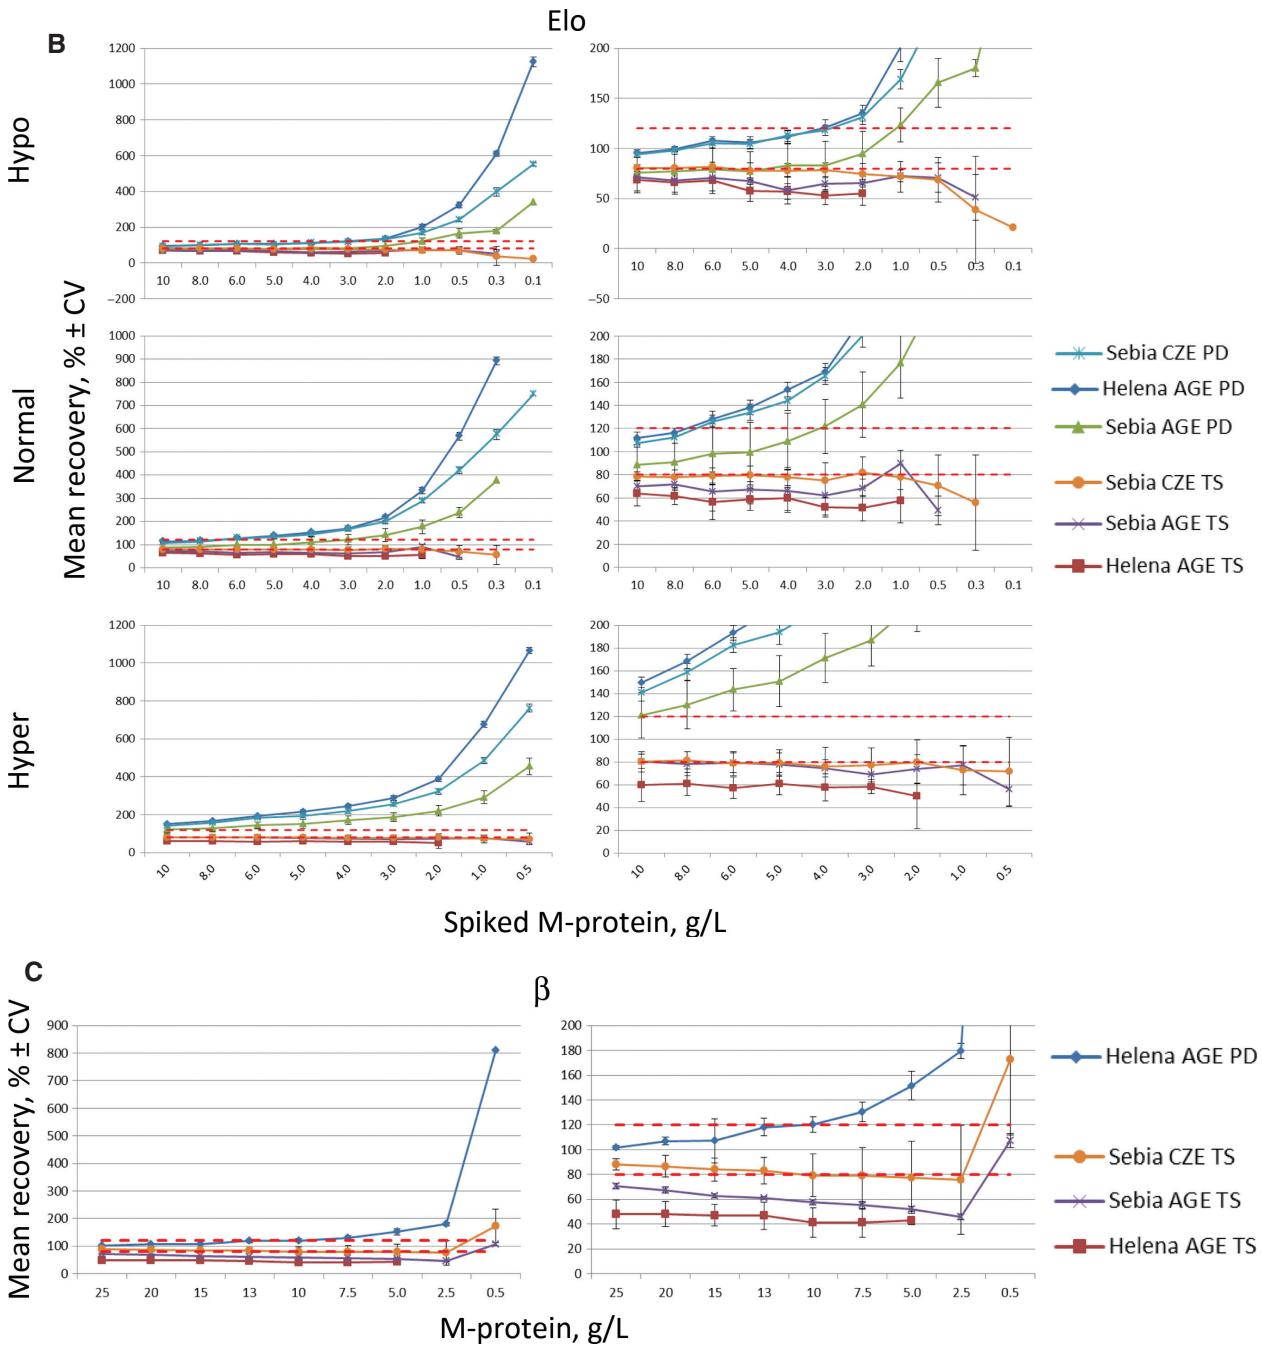 B
Elo
Hypo
1200
1000
800
600
400
200
0
−200
10 8.0 6.0 4.0 5.0 3.0 2.0 1.0 0.5 0.3 0.1
200
150
100
50
0
−50
10 8.0 6.0 5.0 4.0 3.0 2.0 1.0 0.5 0.3 0.1
Mean recovery, % ± CV
Normal
1000
900
800
700
600
500
400
300
200
100
0
10 8.0 6.0 5.0 4.0 3.0 2.0 1.0 0.5 0.3 0.1
200
180
160
140
120
100
80
60
40
20
0
10 8.0 6.0 5.0 4.0 3.0 2.0 1.0 0.5 0.3 0.1
Sebia CZE PD
Helena AGE PD
Sebia AGE PD
Sebia CZE TS
Sebia AGE TS
Helena AGE TS
Hyper
1200
1000
800
600
400
200
0
10 8.0 6.0 5.0 4.0 3.0 2.0 1.0 0.5
200
180
160
140
120
100
80
60
40
20
0
10 8.0 6.0 5.0 4.0 3.0 2.0 1.0 0.5
Spiked M-protein, g/L
C
β
Mean recovery, % ± CV
900
800
700
600
500
400
300
200
100
0
25 20 15 13 10 7.5 5.0 2.5 0.5
200
180
160
140
120
100
80
60
40
20
0
25 20 15 13 10 7.5 5.0 2.5 0.5
Helena AGE PD
Sebia CZE TS
Sebia AGE TS
Helena AGE TS
M-protein, g/L